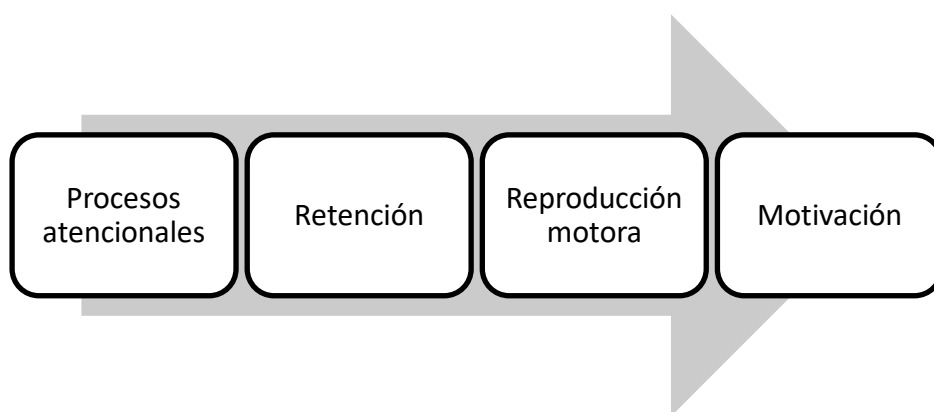 Procesos
atencionales
Retención
Reproducción
motora
Motivación